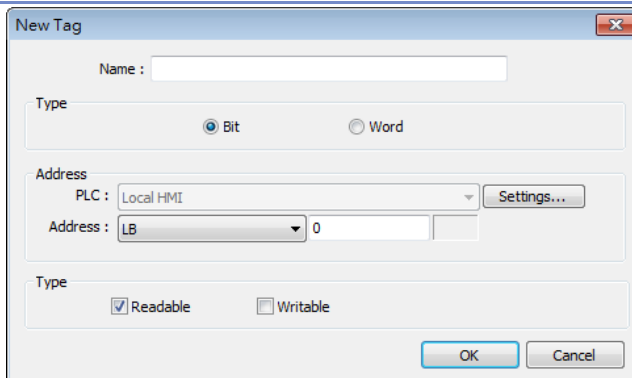 New Tag
Name :
Type
Bit Word
Address
PLC : Local HMI Settings...
Address : LB 0
Type
Readable Writable
OK Cancel